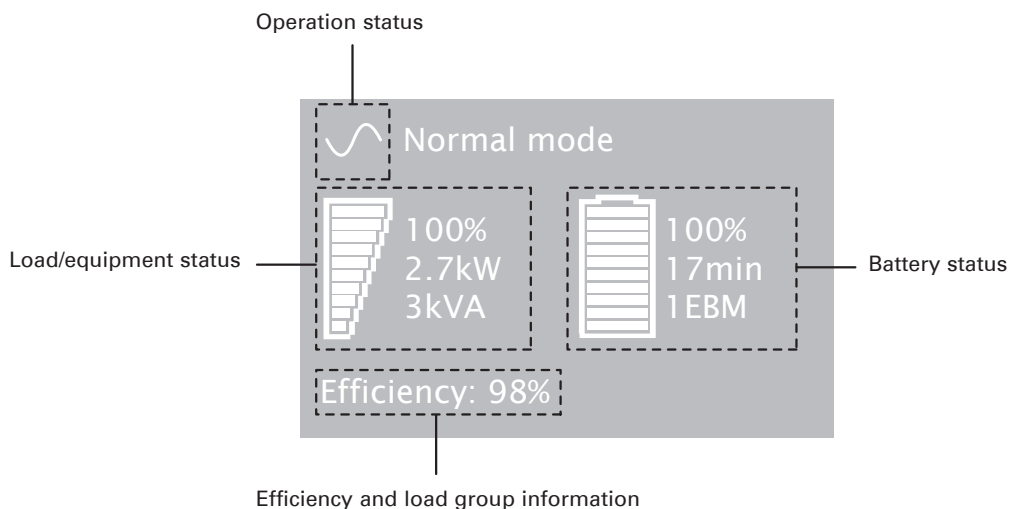 Operation status
Normal mode
Load/equipment status
100%
2.7kW
3kVA
100%
17min
1EBM
Battery status
Efficiency: 98%
Efficiency and load group information